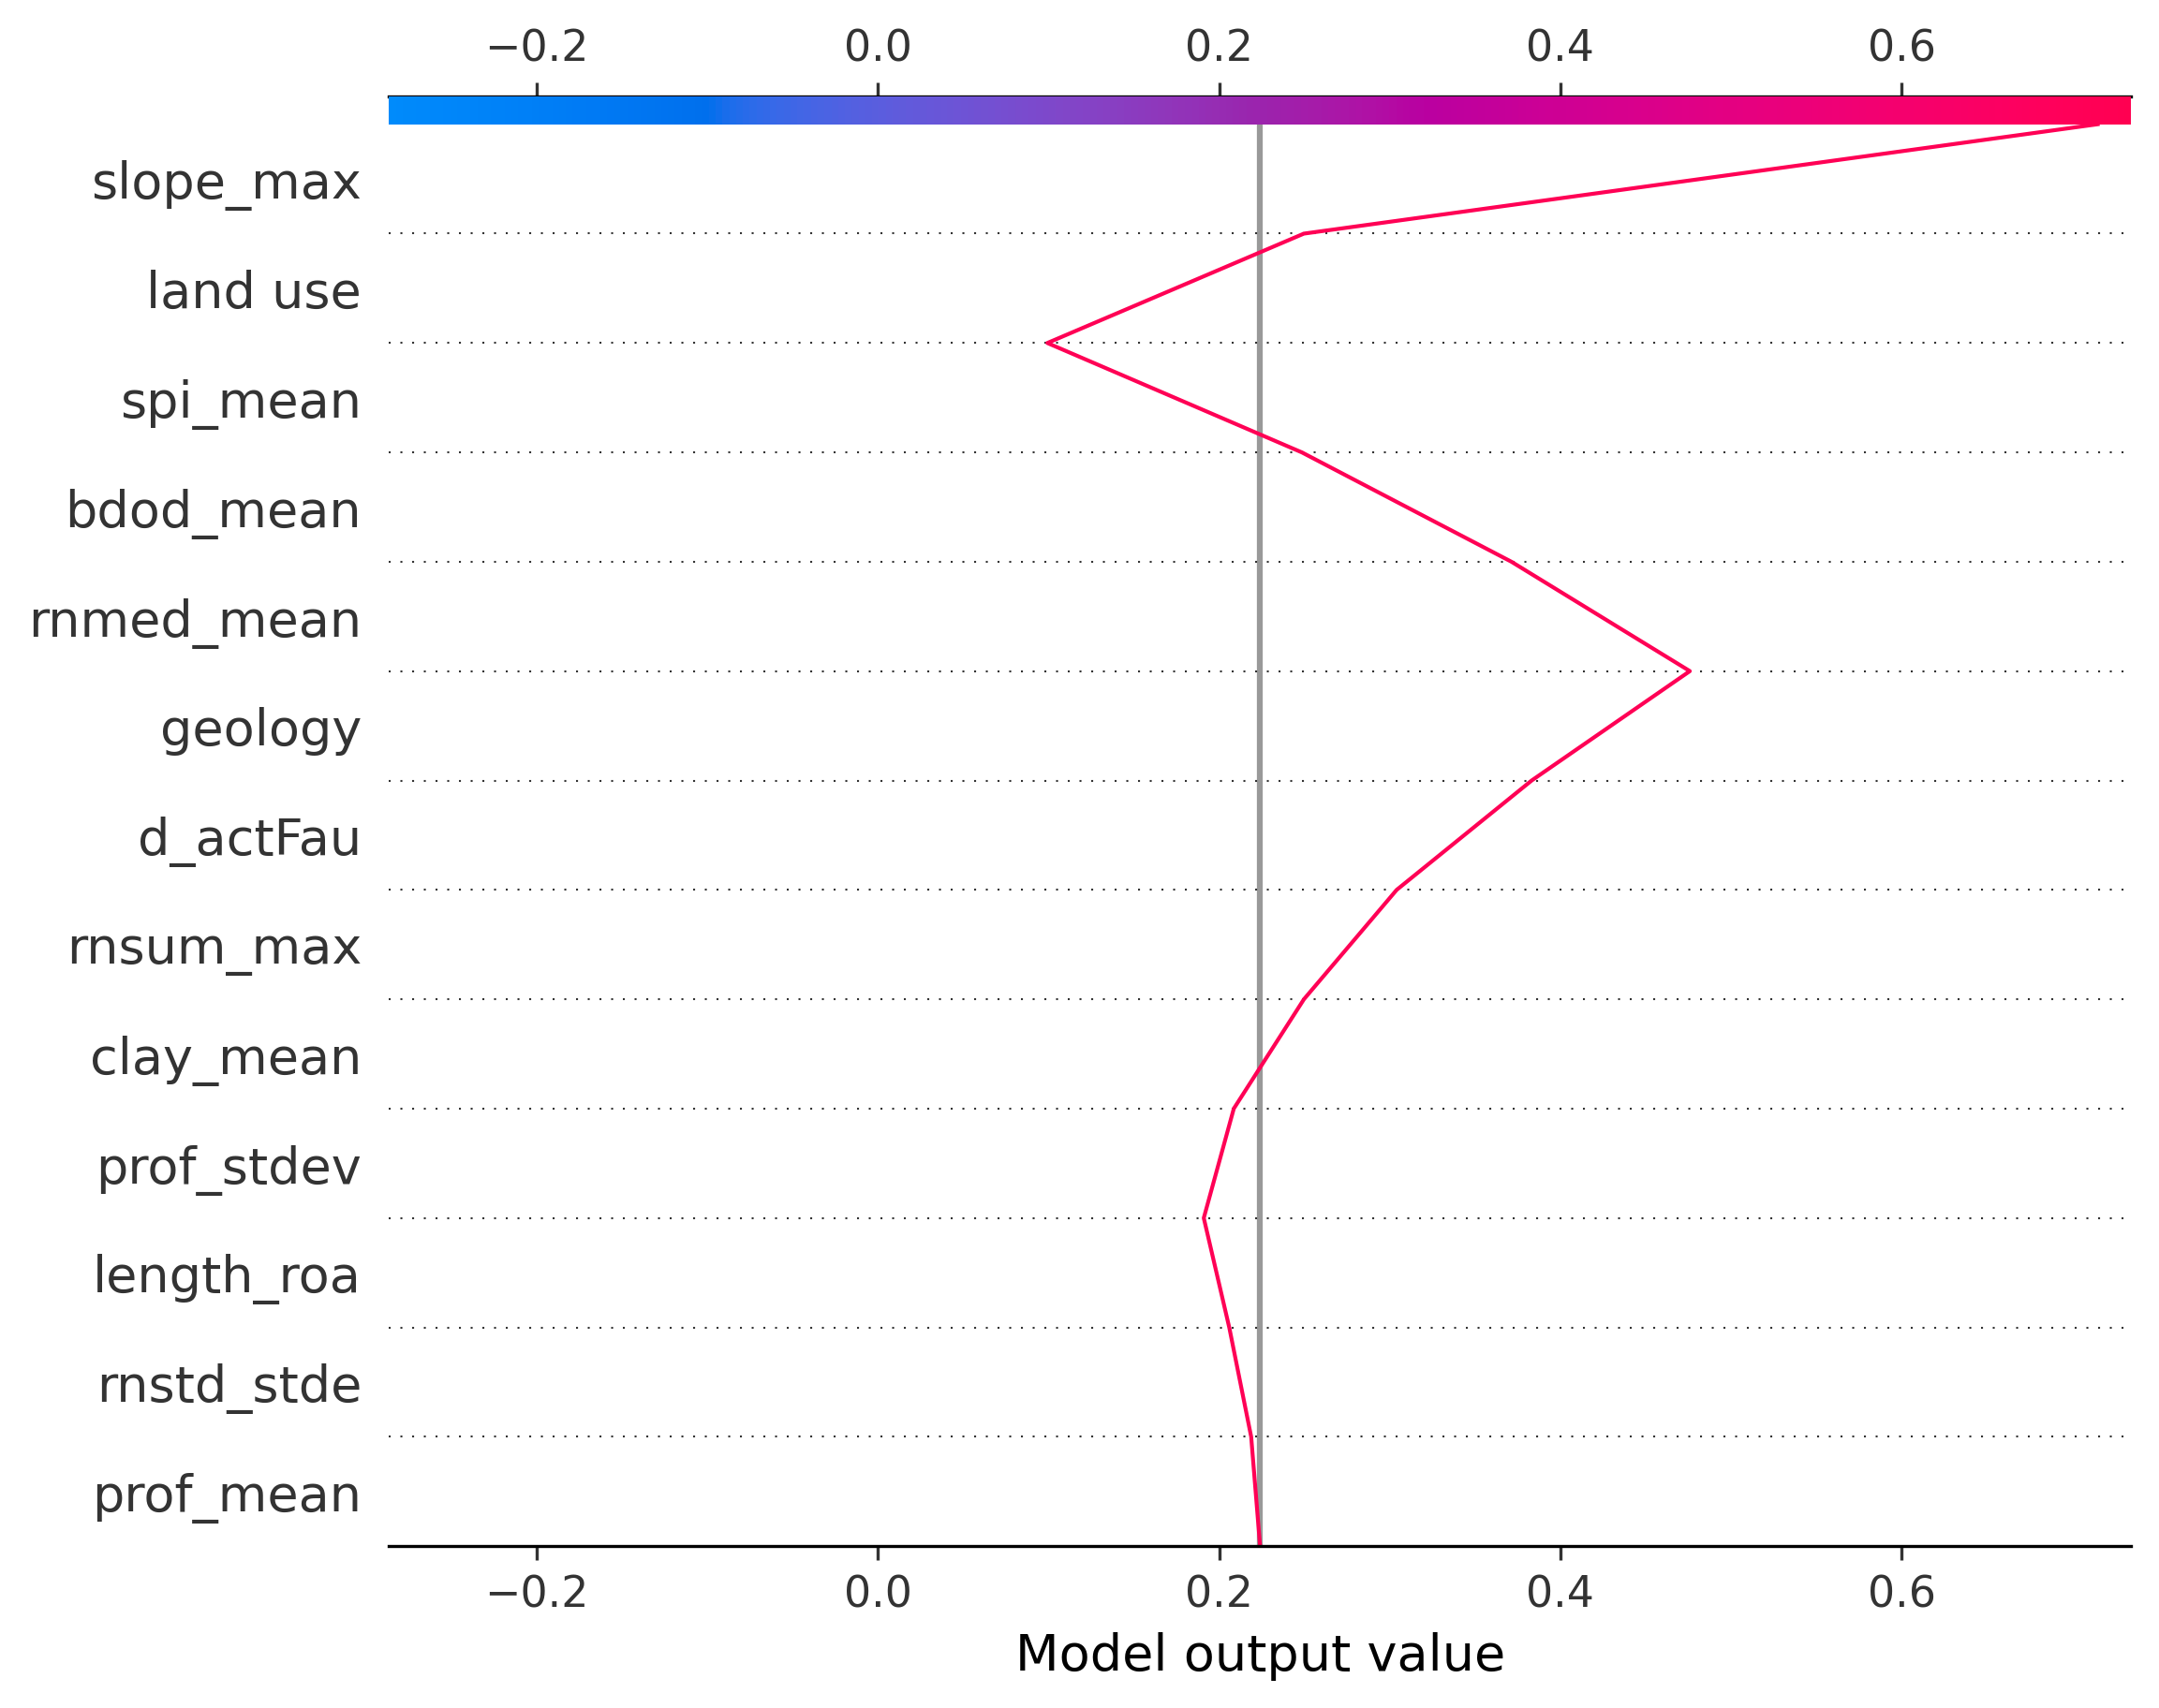 −0.2 0.0 0.2 0.4 0.6
slope_max
land use
spi_mean
bdod_mean
rnmed_mean
geology
d_actFau
rnsum_max
clay_mean
prof_stdev
length_roa
rnstd_stde
prof_mean
−0.2 0.0 0.2 0.4 0.6
Model output value